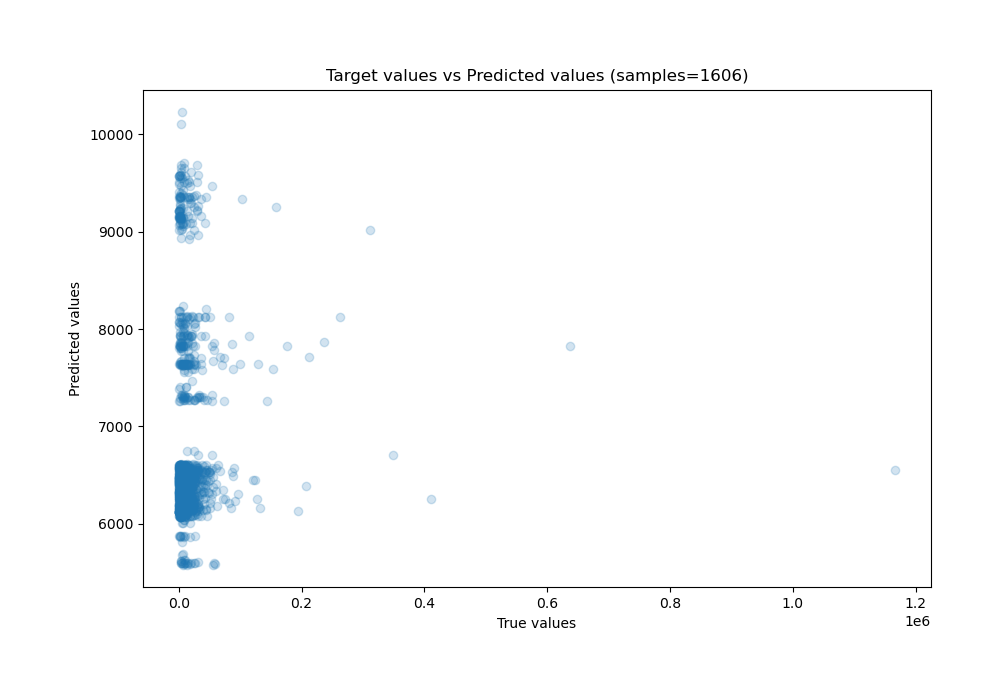 Target values vs Predicted values (samples=1606)
Predicted values
10000
9000
8000
7000
6000
0.0 0.2 0.4 0.6 0.8 1.0 1.2
1e6
True values